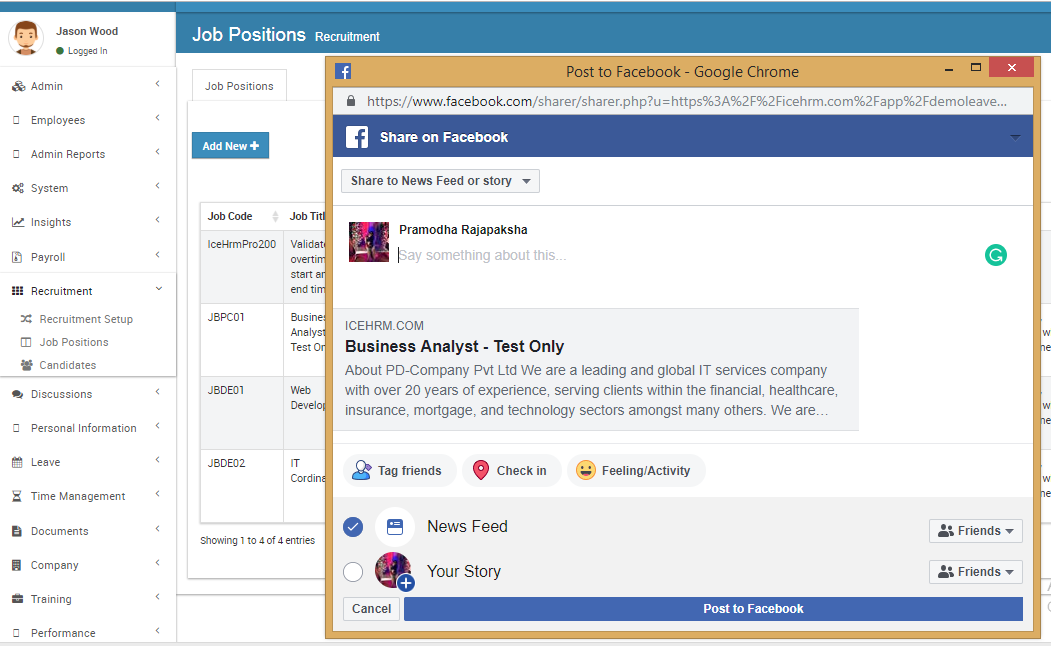 Jason Wood
Logged In
Admin
Employees
Admin Reports
System
Insights
Payroll
Recruitment
Recruitment Setup
Job Positions
Candidates
Discussions
Personal Information
Leave
Time Management
Documents
Company
Training
Performance
Job Positions Recruitment
Job Positions
Add New +
Job Code Job Titl
IceHrmPro200
Validat
overtim
start an
end tim
JBPC01
Busines
Analyst
Test On
JBDE01
Web
Develop
JBDE02
IT
Cordina
Showing 1 to 4 of 4 entries
Post to Facebook - Google Chrome
https://www.facebook.com/sharer/sharer.php?u=https%3A%2F%2Ficehrm.com%2Fapp%2Fdemoleave...
Share on Facebook
Share to News Feed or story
Pramodha Rajapaksha
Say something about this...
ICEHRM.COM
Business Analyst - Test Only
About PD-Company Pvt Ltd We are a leading and global IT services company
with over 20 years of experience, serving clients within the financial, healthcare,
insurance, mortgage, and technology sectors amongst many others. We are…
Tag friends Check in Feeling/Activity
News Feed Friends
Your Story Friends
Cancel Post to Facebook